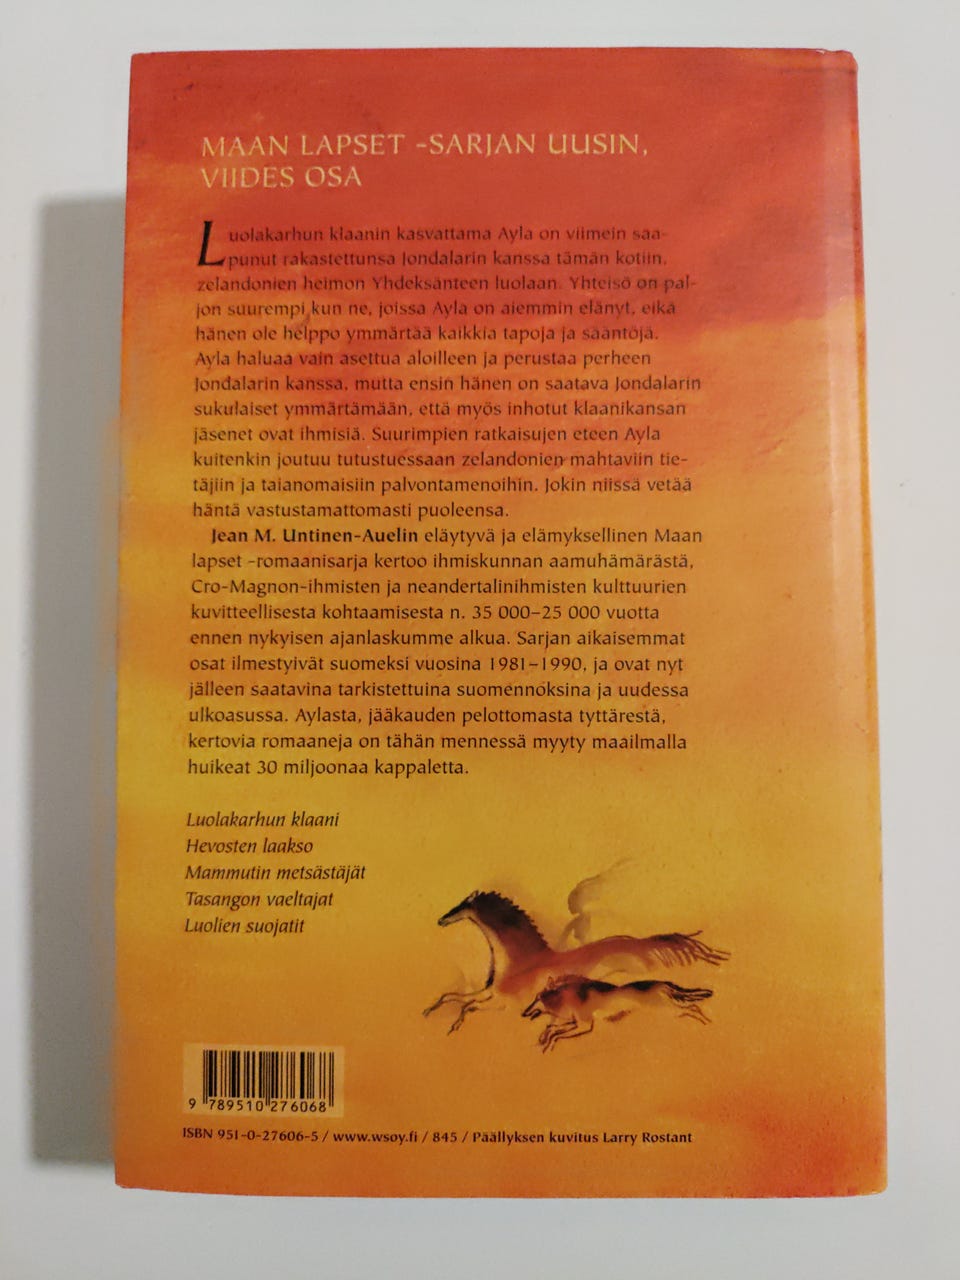 MAAN LAPSET -SARJAN UUSIN,
VIIDES OSA
Luolakarhun klaanin kasvattama Ayla on viimein saa-
punut rakastettunsa Jondalarin kanssa tämän kotiin,
zelandonien heimon Yhdeksänteen luolaan. Yhteisö on pal-
jon suurempi kun ne, joissa Ayla on aiemmin elänyt, eikä
hänen ole helppo ymmärtää kaikkia tapoja ja sääntöjä.
Ayla haluaa vain asettua aloilleen ja perustaa perheen
Jondalarin kanssa, mutta ensin hänen on saatava Jondalarin
sukulaiset ymmärtämään, että myös inhotut klaanikansan
jäsenet ovat ihmisiä. Suurimpien ratkaisujen eteen Ayla
kuitenkin joutuu tutustuessaan zelandonien mahtaviin tie-
täjiin ja taianomaisiin palvontamenoihin. Jokin niissä vetää
häntä vastustamattomasti puoleensa.
Jean M. Untinen-Auelin eläytyvä ja elämyksellinen Maan
lapset -romaanisarja kertoo ihmiskunnan aamuhämärästä,
Cro-Magnon-ihmisten ja neandertalinihmisten kulttuurien
kuvitteellisesta kohtaamisesta n. 35 000–25 000 vuotta
ennen nykyisen ajanlaskumme alkua. Sarjan aikaisemmat
osat ilmestyivät suomeksi vuosina 1981–1990, ja ovat nyt
jälleen saatavina tarkistettuina suomennoksina ja uudessa
ulkoasussa. Aylasta, jääkauden pelottomasta tyttärestä,
kertovia romaaneja on tähän mennessä myyty maailmalla
huikeat 30 miljoonaa kappaletta.
Luolakarhun klaani
Hevosten laakso
Mammutin metsästäjät
Tasangon vaeltajat
Luolien suojatit
9 789510 276068
ISBN 951-0-27606-5 / www.wsoy.fi / 845 / Päällyksen kuvitus Larry Rostant